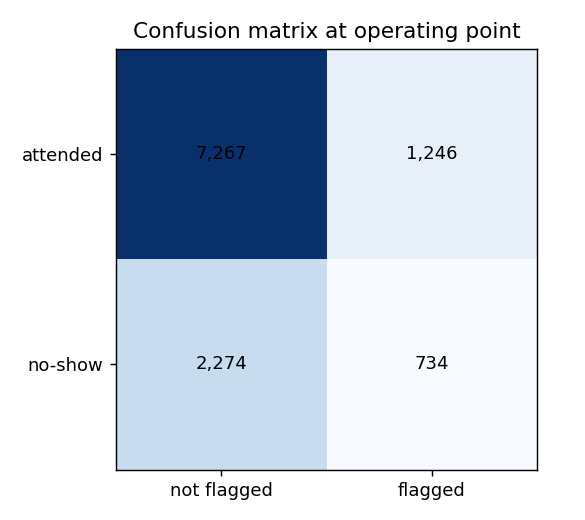 Confusion matrix at operating point
attended
7,267
1,246
no-show
2,274
734
not flagged
flagged